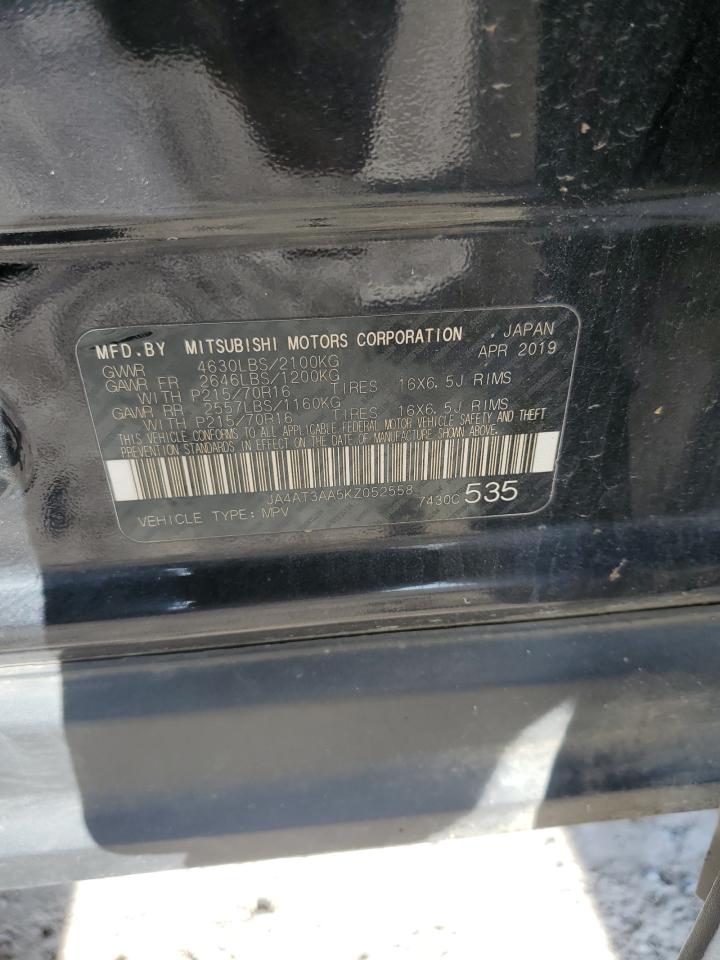 MFD.BY MITSUBISHI MOTORS CORPORATION JAPAN
GVWR 4630LBS/2100KG APR 2019
GAWR FR 2646LBS/1200KG
WITH P215/70R16 TIRES 16X6.5J RIMS
GAWR RR 2557LBS/1160KG
WITH P215/70R16 TIRES 16X6.5J RIMS
THIS VEHICLE CONFORMS TO ALL APPLICABLE FEDERAL MOTOR VEHICLE SAFETY AND THEFT
PREVENTION STANDARDS IN EFFECT ON THE DATE OF MANUFACTURE SHOWN ABOVE.
JA4AT3AA5KZ052558 7430C 535
VEHICLE TYPE: MPV